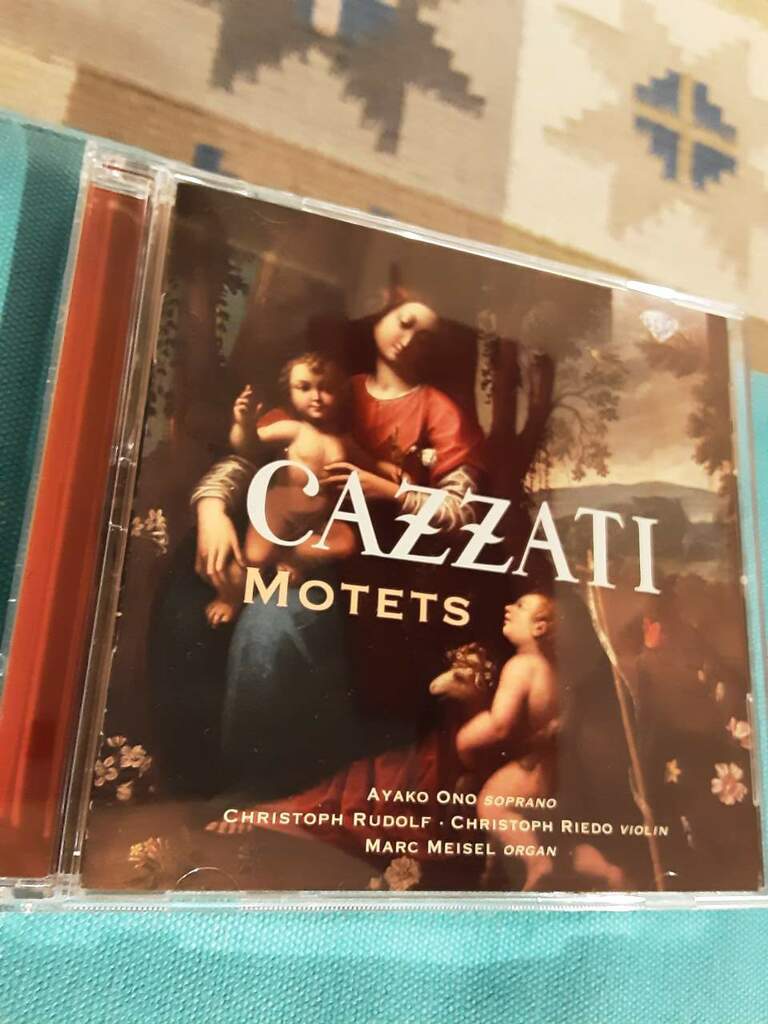 CAZZATI
MOTETS
AYAKO ONO SOPRANO
CHRISTOPH RUDOLF · CHRISTOPH RIEDO VIOLIN
MARC MEISEL ORGAN